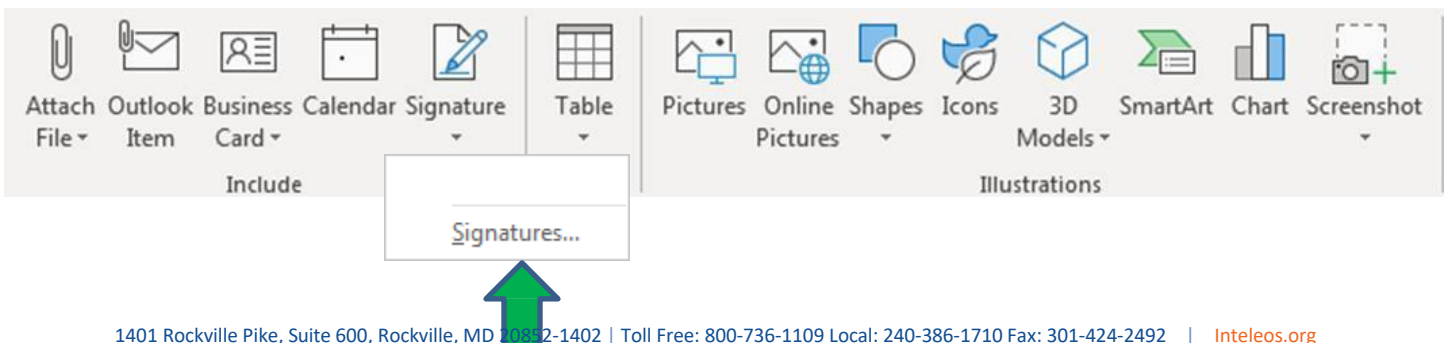 Attach Outlook Business Calendar Signature Table Pictures Online Shapes Icons 3D SmartArt Chart Screenshot
File Item Card Pictures Models
Include Illustrations
Signatures...
1401 Rockville Pike, Suite 600, Rockville, MD 20852-1402 | Toll Free: 800-736-1109 Local: 240-386-1710 Fax: 301-424-2492 | Inteleos.org